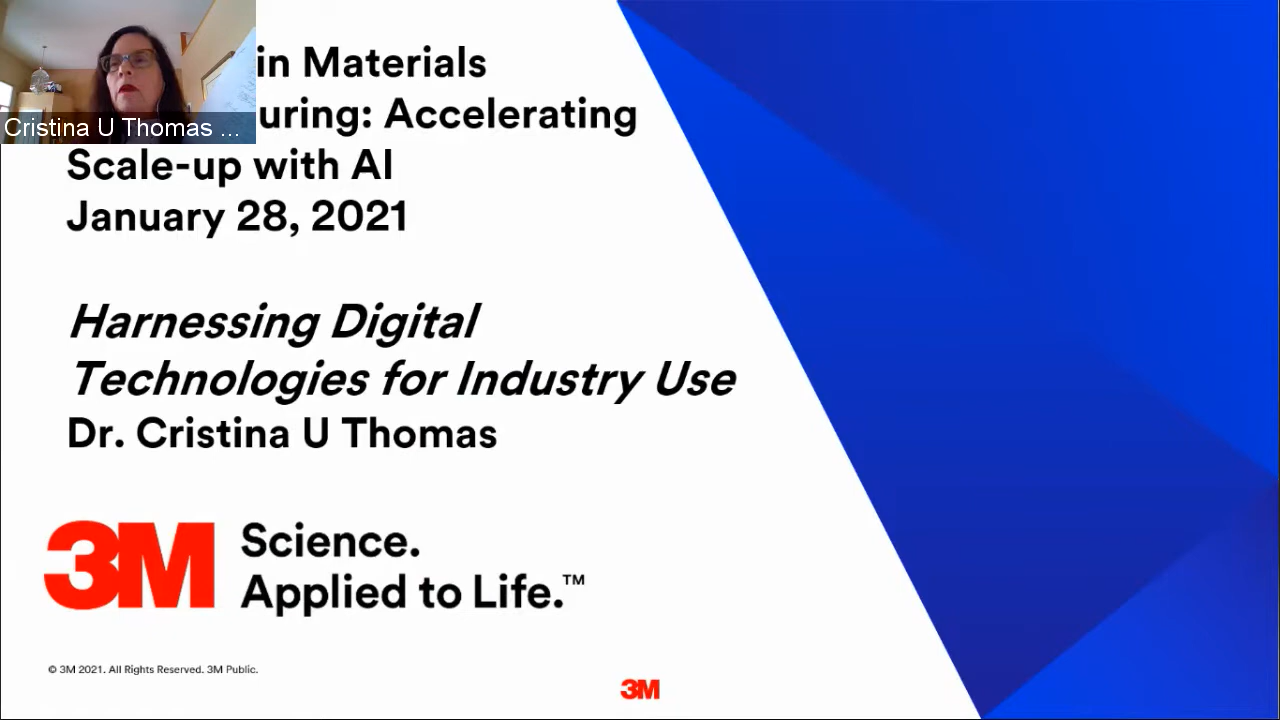 in Materials
uring: Accelerating
Cristina U Thomas ...
Scale-up with AI
January 28, 2021
Harnessing Digital
Technologies for Industry Use
Dr. Cristina U Thomas
3M Science.
Applied to Life.™
© 3M 2021. All Rights Reserved. 3M Public.
3M